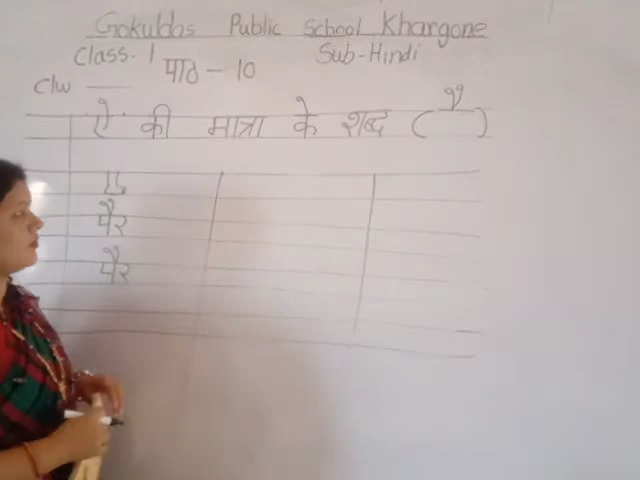 Gokuldas Public School Khargone
Class-1 Sub-Hindi
पाठ - 10
C/w
ऐ की मात्रा के शब्द ( ै )
पैर
पैर